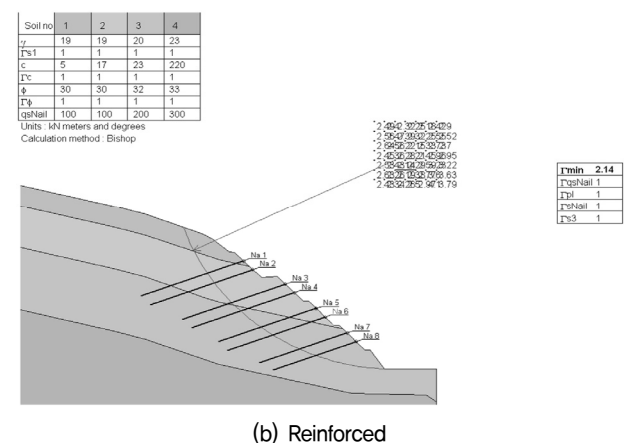 Soil no 1 2 3 4
γ 19 19 20 23
Γs1 1 1 1 1
c 5 17 23 220
Γc 1 1 1 1
ϕ 30 30 32 33
Γϕ 1 1 1 1
qsNail 100 100 200 300
Units : kN meters and degrees
Calculation method : Bishop
Γmin 2.14
ΓqsNail 1
Γpl 1
ΓsNail 1
Γs3 1
Na.1
Na.2
Na.3
Na.4
Na.5
Na.6
Na.7
Na.8
(b) Reinforced